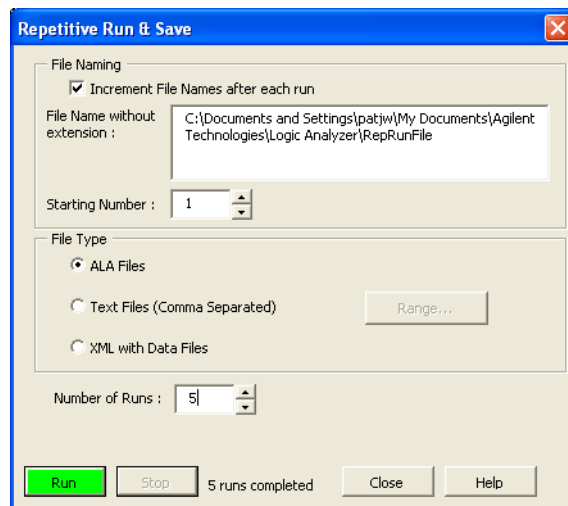 Repetitive Run & Save
File Naming
Increment File Names after each run
File Name without
extension :
C:\Documents and Settings\patjw\My Documents\Agilent
Technologies\Logic Analyzer\RepRunFile
Starting Number :
1
File Type
ALA Files
Text Files (Comma Separated)
Range...
XML with Data Files
Number of Runs :
5
Run
Stop
5 runs completed
Close
Help